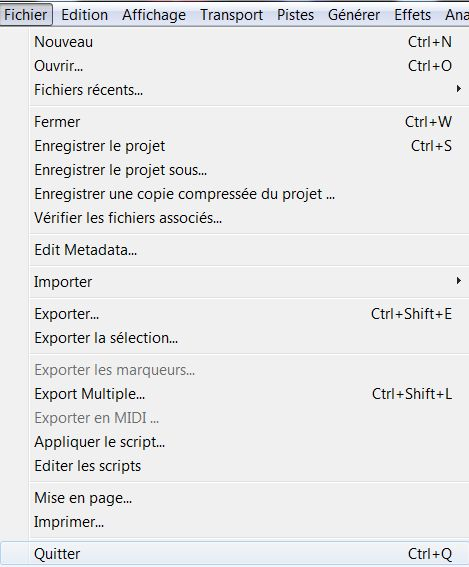 Fichier Edition Affichage Transport Pistes Générer Effets Ana
Nouveau Ctrl+N
Ouvrir... Ctrl+O
Fichiers récents...
Fermer Ctrl+W
Enregistrer le projet Ctrl+S
Enregistrer le projet sous...
Enregistrer une copie compressée du projet ...
Vérifier les fichiers associés...
Edit Metadata...
Importer
Exporter... Ctrl+Shift+E
Exporter la sélection...
Exporter les marqueurs...
Export Multiple... Ctrl+Shift+L
Exporter en MIDI ...
Appliquer le script...
Editer les scripts
Mise en page...
Imprimer...
Quitter Ctrl+Q